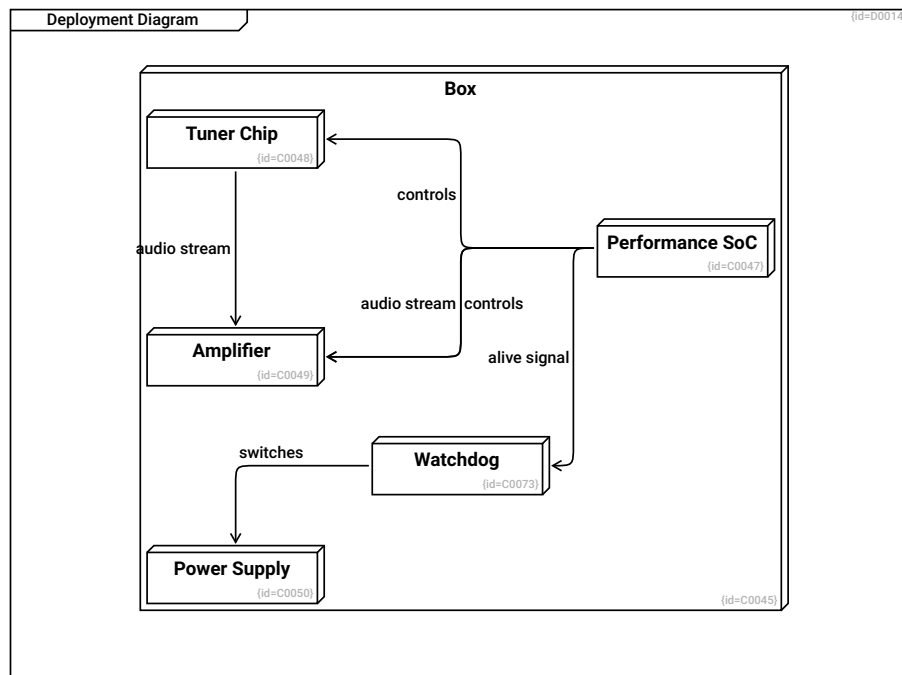 Deployment Diagram
{id=D0014
Box
Tuner Chip
{id=C0048}
controls
Performance SoC
{id=C0047}
audio stream
audio stream
controls
Amplifier
{id=C0049}
alive signal
switches
Watchdog
{id=C0073}
Power Supply
{id=C0050}
{id=C0045}